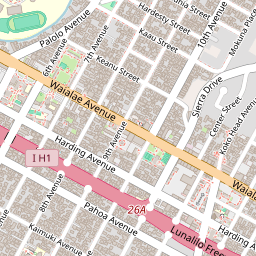 Palolo Avenue
Hardesty Street
Kaau Street
Keanu Street
6th Avenue
7th Avenue
10th Avenue
Mokuna Place
Sierra Drive
Waialae Avenue
Center Street
Koko Head Avenue
9th Avenue
Harding Avenue
I H1
8th Avenue
26A
Pahoa Avenue
Kaimuki Avenue
Lunalilo Free
Harding Av
Waiala